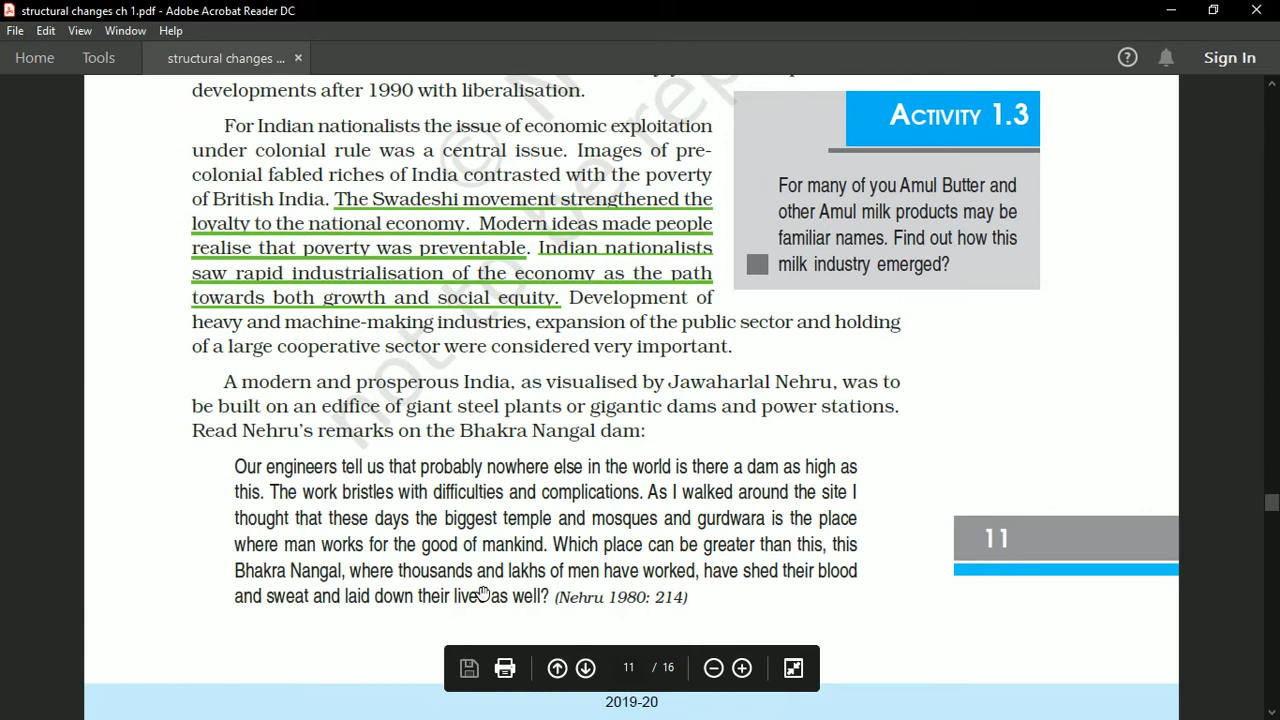 structural changes ch 1.pdf - Adobe Acrobat Reader DC
File Edit View Window Help
Home Tools structural changes ... × Sign In
developments after 1990 with liberalisation.
For Indian nationalists the issue of economic exploitation
under colonial rule was a central issue. Images of pre-
colonial fabled riches of India contrasted with the poverty
of British India. The Swadeshi movement strengthened the
loyalty to the national economy. Modern ideas made people
realise that poverty was preventable. Indian nationalists
saw rapid industrialisation of the economy as the path
towards both growth and social equity. Development of
heavy and machine-making industries, expansion of the public sector and holding
of a large cooperative sector were considered very important.
ACTIVITY 1.3
For many of you Amul Butter and
other Amul milk products may be
familiar names. Find out how this
milk industry emerged?
A modern and prosperous India, as visualised by Jawaharlal Nehru, was to
be built on an edifice of giant steel plants or gigantic dams and power stations.
Read Nehru's remarks on the Bhakra Nangal dam:
Our engineers tell us that probably nowhere else in the world is there a dam as high as
this. The work bristles with difficulties and complications. As I walked around the site I
thought that these days the biggest temple and mosques and gurdwara is the place
where man works for the good of mankind. Which place can be greater than this, this
Bhakra Nangal, where thousands and lakhs of men have worked, have shed their blood
and sweat and laid down their lives as well? (Nehru 1980: 214)
11
11 / 16
2019-20
© N
not to be rep